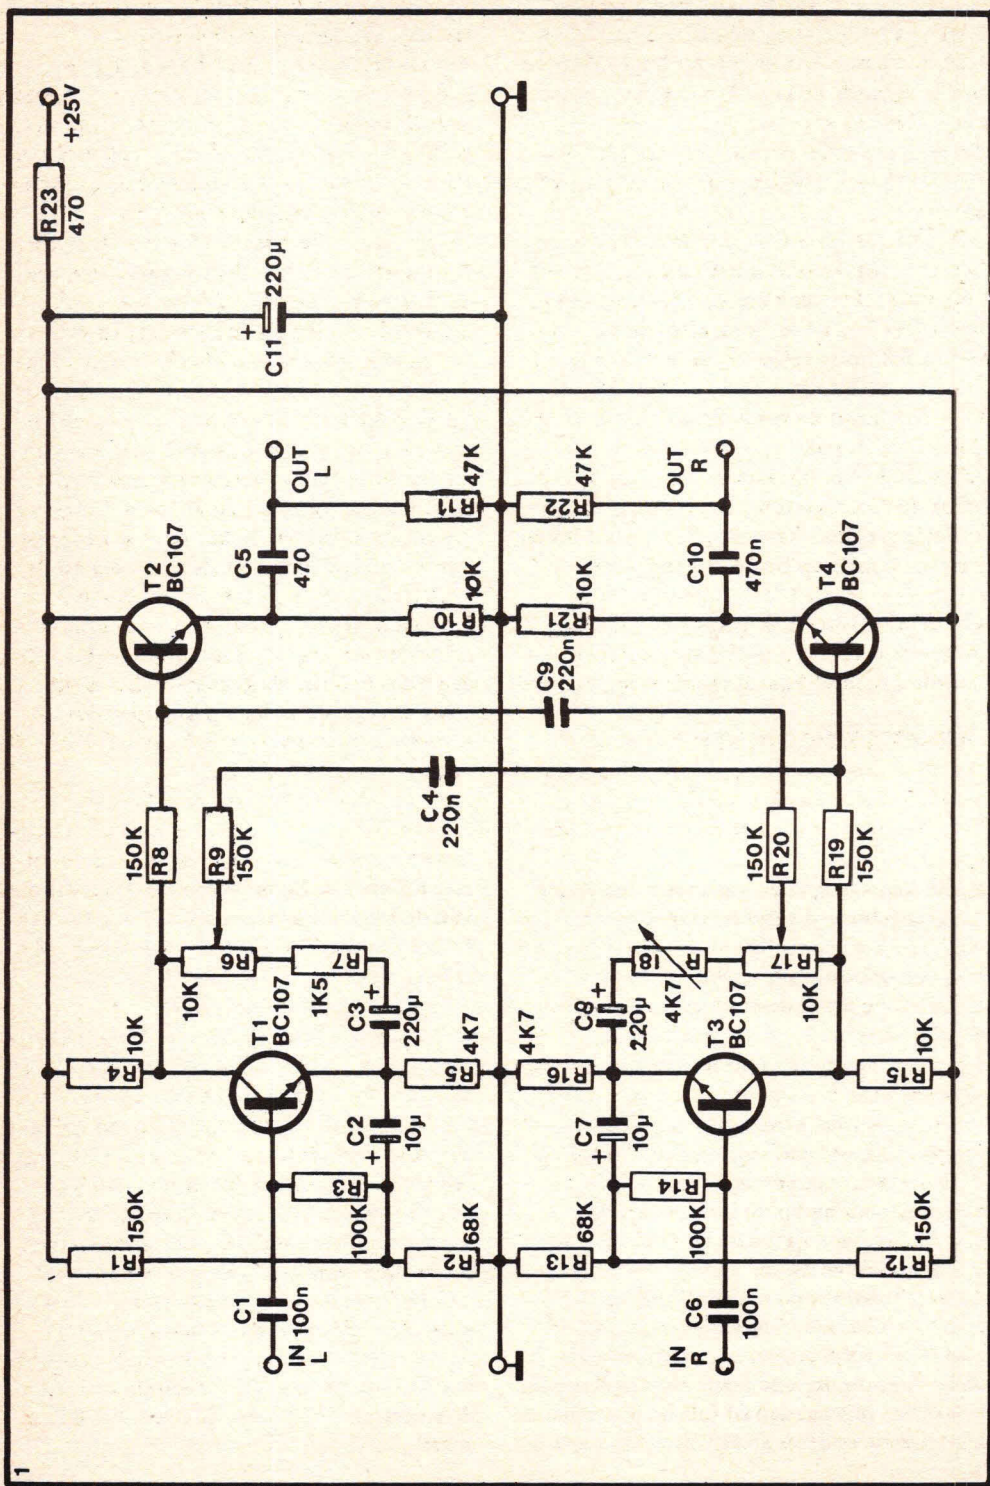 1
IN
L
C1
100n
R1
150K
R2
68K
R3
100K
C2
10µ
+
R4
10K
T1
BC107
R5
4K7
10K
R6
R7
1K5
C3
220µ
+
150K
R8
R9
150K
C4
220n
T2
BC107
C5
470
OUT
L
R10
10K
R11
47K
C11
220µ
+
R23
470
+25V
IN
R
C6
100n
R13
68K
R12
150K
R14
100K
C7
10µ
+
R16
4K7
T3
BC107
R15
10K
C8
220µ
+
R
18
4K7
R17
10K
150K
R20
R19
150K
C9
220n
T4
BC107
R21
10K
C10
470n
R22
47K
OUT
R